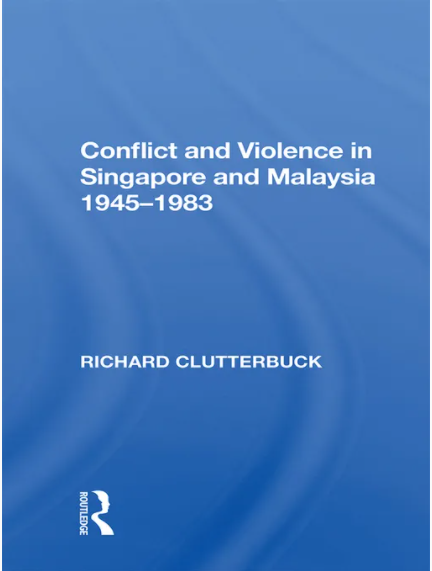 Conflict and Violence in
Singapore and Malaysia
1945–1983
RICHARD CLUTTERBUCK
ROUTLEDGE